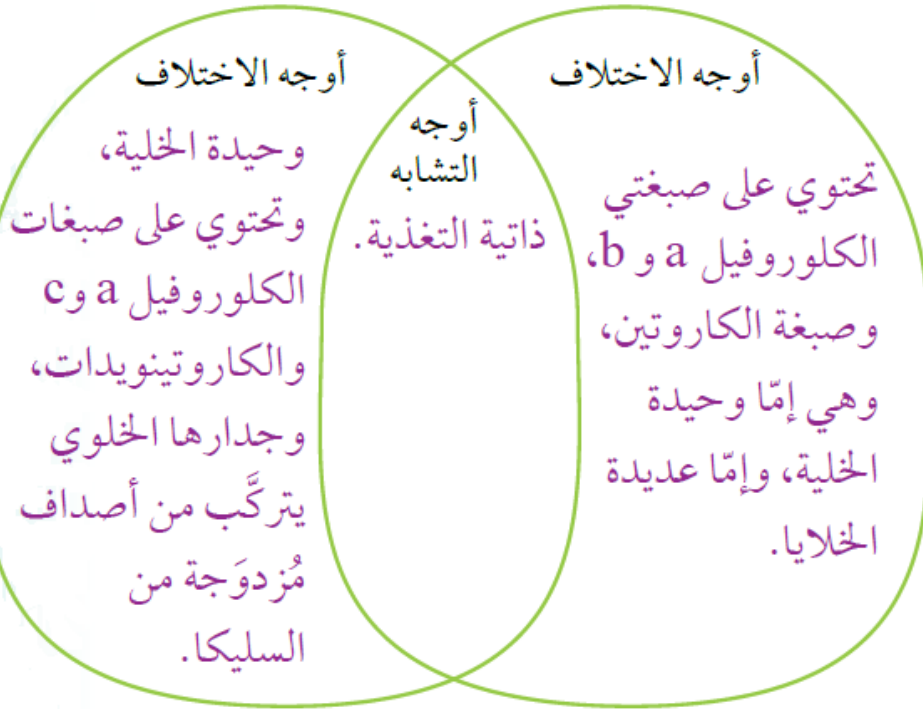 أوجه الاختلاف
تحتوي على صبغتي
الكلوروفيل a و b،
وصبغة الكاروتين،
وهي إمّا وحيدة
الخلية، وإمّا عديدة
الخلايا.
أوجه
التشابه
ذاتية التغذية.
أوجه الاختلاف
وحيدة الخلية،
وتحتوي على صبغات
الكلوروفيل a وc
والكاروتينويدات،
وجدارها الخلوي
يتركَّب من أصداف
مُزدوَجة من
السليكا.